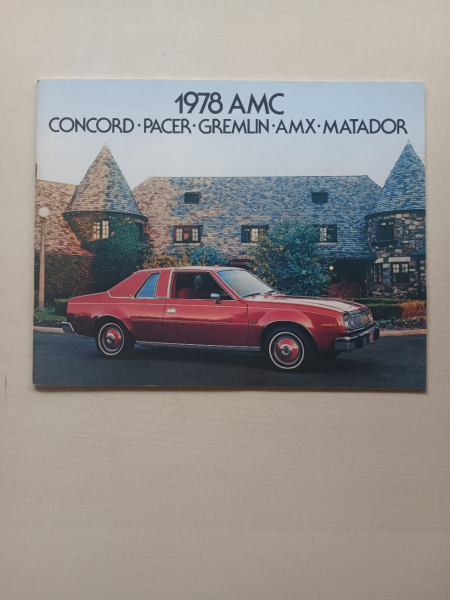 1978 AMC
CONCORD · PACER · GREMLIN · AMX · MATADOR